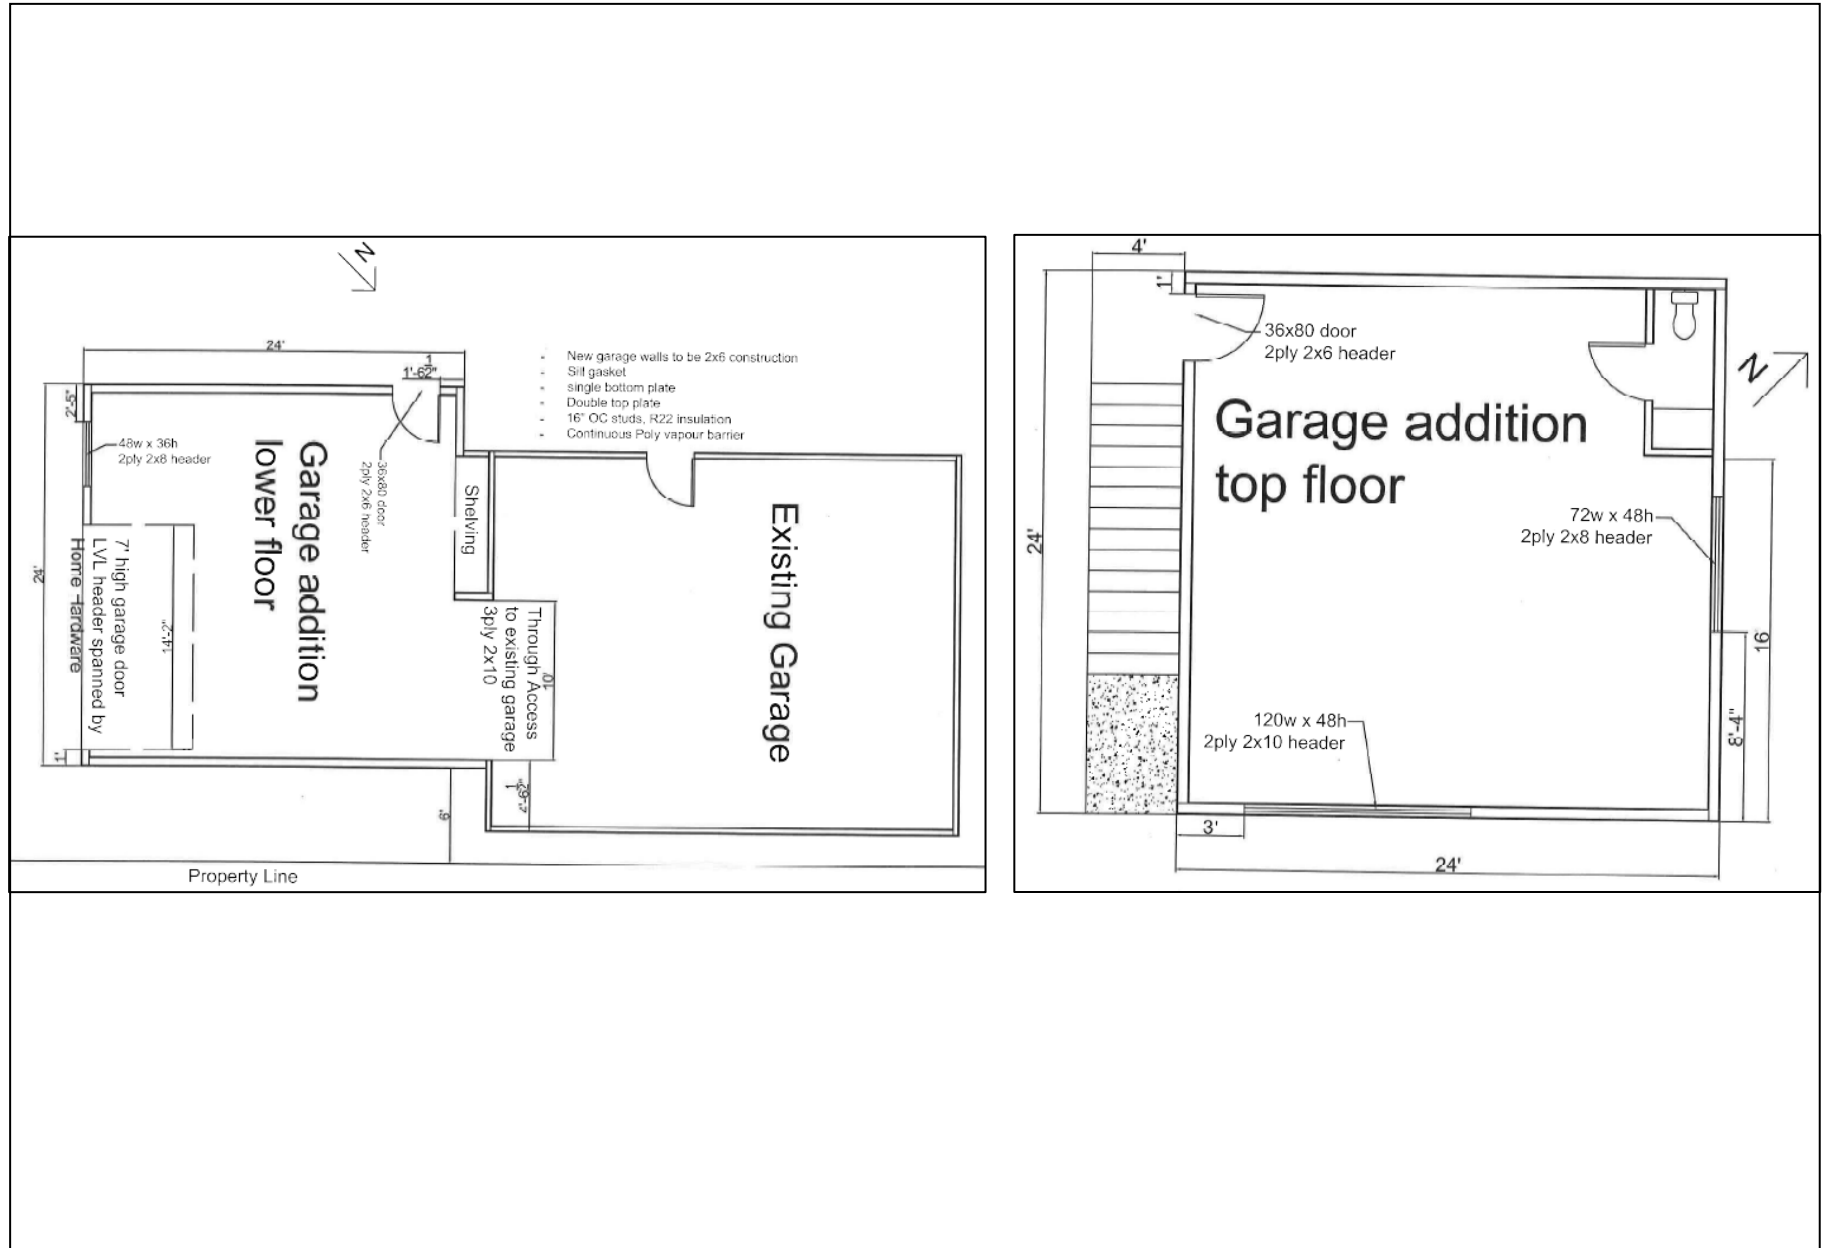 N
24'
1'-6 1/2"
2'-5"
48w x 36h
2ply 2x8 header
36x80 door
2ply 2x6 header
Garage addition
lower floor
24'
7' high garage door
LVL header spanned by
Home Hardware
14'-2"
1'
- New garage walls to be 2x6 construction
- Sill gasket
- single bottom plate
- Double top plate
- 16" OC studs, R22 insulation
- Continuous Poly vapour barrier
Shelving
Existing Garage
Through Access
to existing garage
3ply 2x10
10'
6'
Property Line
4'
1'
36x80 door
2ply 2x6 header
N
Garage addition
top floor
24'
72w x 48h
2ply 2x8 header
16'
8'-4"
120w x 48h
2ply 2x10 header
3'
24'